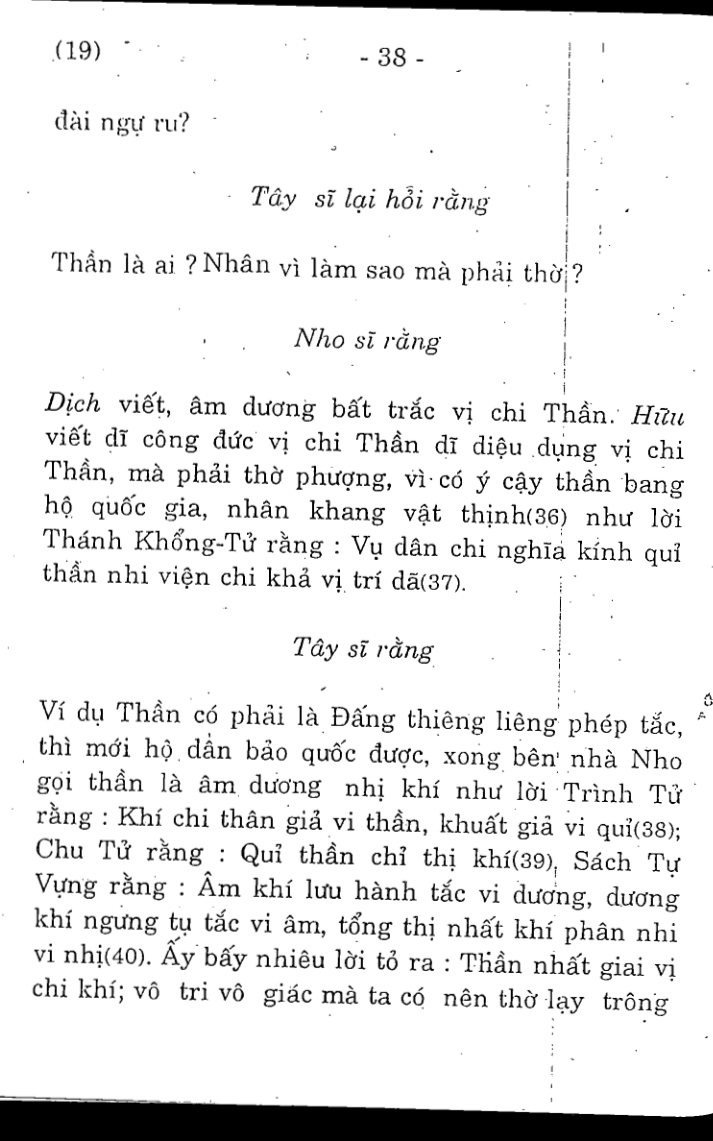 (19) - 38 -
đài ngự ru?
Tây sĩ lại hỏi rằng
Thần là ai ? Nhân vì làm sao mà phải thờ ?
Nho sĩ rằng
Dịch viết, âm dương bất trắc vị chi Thần. Hữu
viết dĩ công đức vị chi Thần dĩ diệu dụng vị chi
Thần, mà phải thờ phượng, vì có ý cậy thần bang
hộ quốc gia, nhân khang vật thịnh(36) như lời
Thánh Khổng-Tử rằng : Vụ dân chi nghĩa kính quỉ
thần nhi viện chi khả vị trí dã(37).
Tây sĩ rằng
Ví dụ Thần có phải là Đấng thiêng liêng phép tắc,
thì mới hộ dân bảo quốc được, xong bên nhà Nho
gọi thần là âm dương nhị khí như lời Trình Tử
rằng : Khí chi thân giả vi thần, khuất giả vi quỉ(38);
Chu Tử rằng : Quỉ thần chỉ thị khí(39), Sách Tự
Vựng rằng : Âm khí lưu hành tắc vi dương, dương
khí ngưng tụ tắc vi âm, tổng thị nhất khí phân nhi
vi nhị(40). Ấy bấy nhiêu lời tỏ ra : Thần nhất giai vị
chi khí; vô tri vô giác mà ta có nên thờ lạy trông